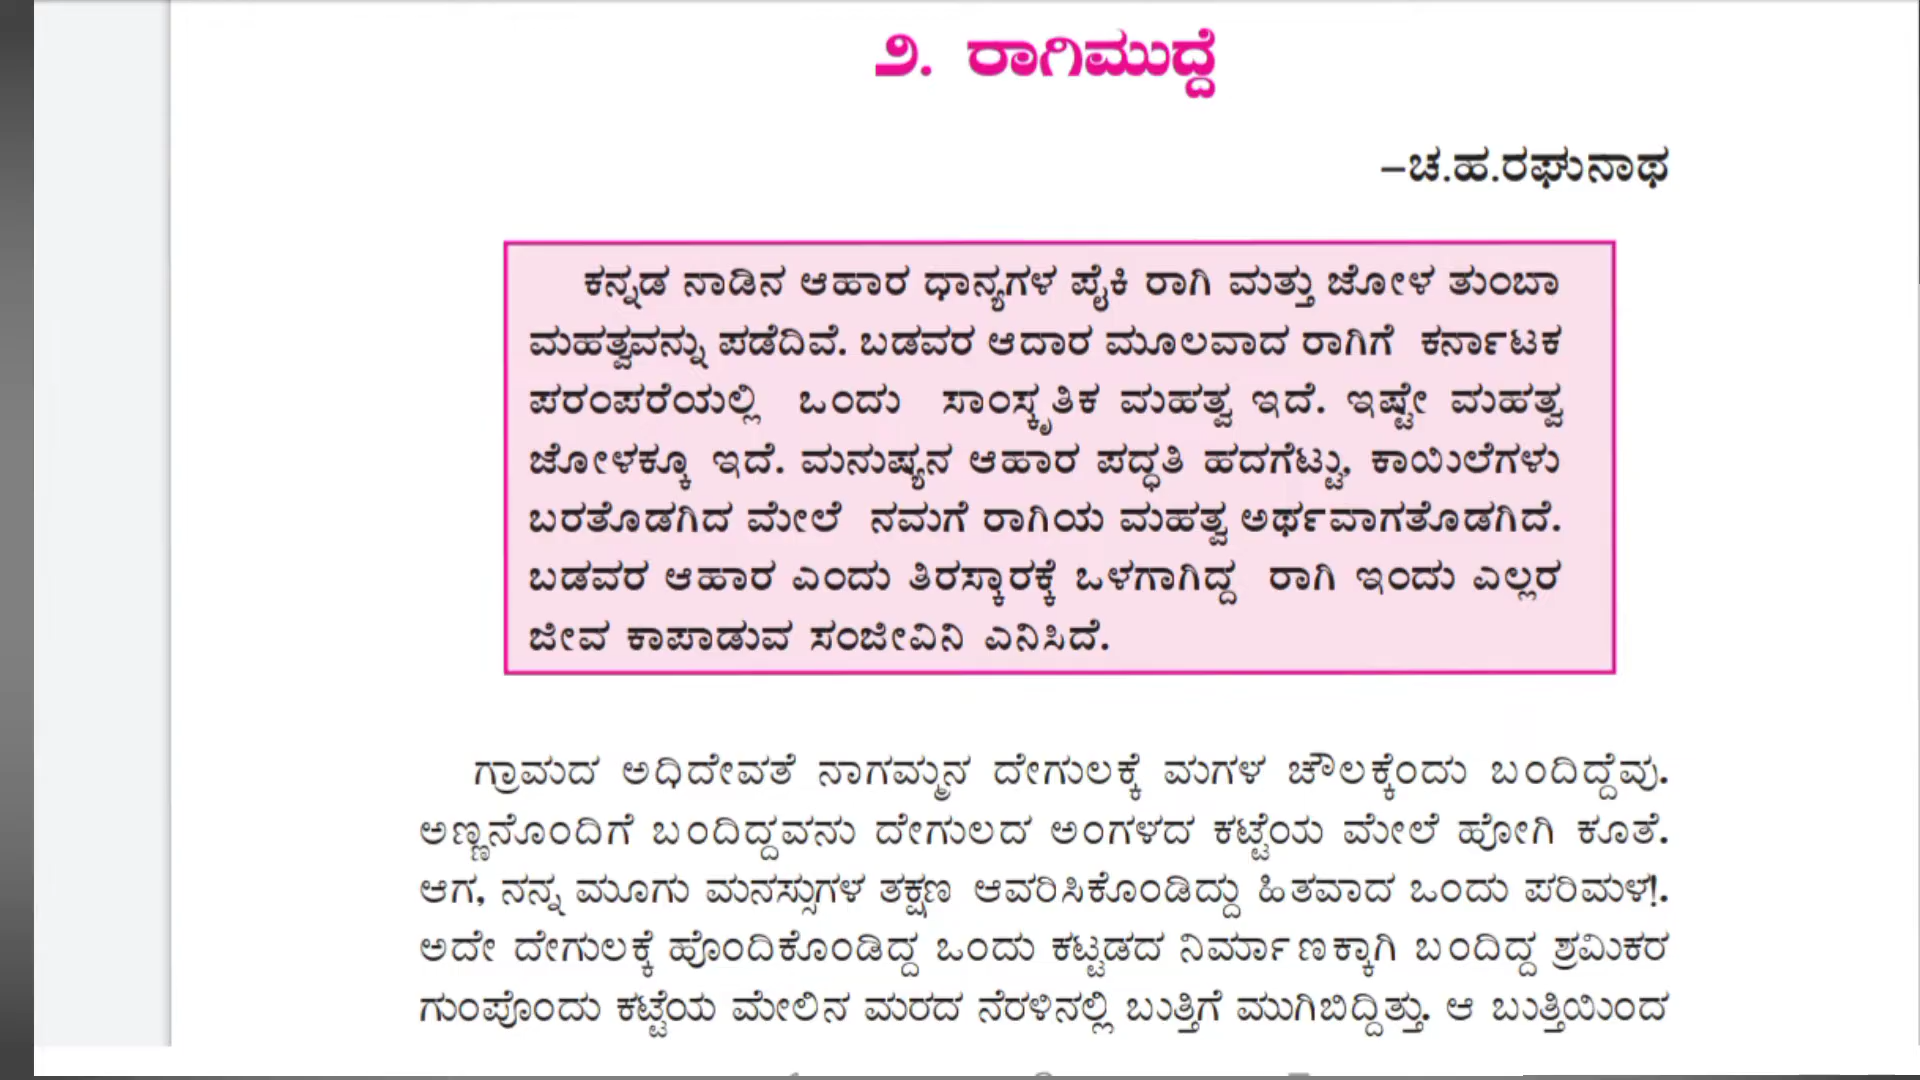 ೨. ರಾಗಿಮುದ್ದೆ
–ಚ.ಹ.ರಘುನಾಥ
ಕನ್ನಡ ನಾಡಿನ ಆಹಾರ ಧಾನ್ಯಗಳ ಪೈಕಿ ರಾಗಿ ಮತ್ತು ಜೋಳ ತುಂಬಾ
ಮಹತ್ವವನ್ನು ಪಡೆದಿವೆ. ಬಡವರ ಆದಾರ ಮೂಲವಾದ ರಾಗಿಗೆ ಕರ್ನಾಟಕ
ಪರಂಪರೆಯಲ್ಲಿ ಒಂದು ಸಾಂಸ್ಕೃತಿಕ ಮಹತ್ವ ಇದೆ. ಇಷ್ಟೇ ಮಹತ್ವ
ಜೋಳಕ್ಕೂ ಇದೆ. ಮನುಷ್ಯನ ಆಹಾರ ಪದ್ಧತಿ ಹದಗೆಟ್ಟು, ಕಾಯಿಲೆಗಳು
ಬರತೊಡಗಿದ ಮೇಲೆ ನಮಗೆ ರಾಗಿಯ ಮಹತ್ವ ಅರ್ಥವಾಗತೊಡಗಿದೆ.
ಬಡವರ ಆಹಾರ ಎಂದು ತಿರಸ್ಕಾರಕ್ಕೆ ಒಳಗಾಗಿದ್ದ ರಾಗಿ ಇಂದು ಎಲ್ಲರ
ಜೀವ ಕಾಪಾಡುವ ಸಂಜೀವಿನಿ ಎನಿಸಿದೆ.
ಗ್ರಾಮದ ಅಧಿದೇವತೆ ನಾಗಮ್ಮನ ದೇಗುಲಕ್ಕೆ ಮಗಳ ಚೌಲಕ್ಕೆಂದು ಬಂದಿದ್ದೆವು.
ಅಣ್ಣನೊಂದಿಗೆ ಬಂದಿದ್ದವನು ದೇಗುಲದ ಅಂಗಳದ ಕಟ್ಟೆಯ ಮೇಲೆ ಹೋಗಿ ಕೂತೆ.
ಆಗ, ನನ್ನ ಮೂಗು ಮನಸ್ಸುಗಳ ತಕ್ಷಣ ಆವರಿಸಿಕೊಂಡಿದ್ದು ಹಿತವಾದ ಒಂದು ಪರಿಮಳ!.
ಅದೇ ದೇಗುಲಕ್ಕೆ ಹೊಂದಿಕೊಂಡಿದ್ದ ಒಂದು ಕಟ್ಟಡದ ನಿರ್ಮಾಣಕ್ಕಾಗಿ ಬಂದಿದ್ದ ಶ್ರಮಿಕರ
ಗುಂಪೊಂದು ಕಟ್ಟೆಯ ಮೇಲಿನ ಮರದ ನೆರಳಿನಲ್ಲಿ ಬುತ್ತಿಗೆ ಮುಗಿಬಿದ್ದಿತ್ತು. ಆ ಬುತ್ತಿಯಿಂದ